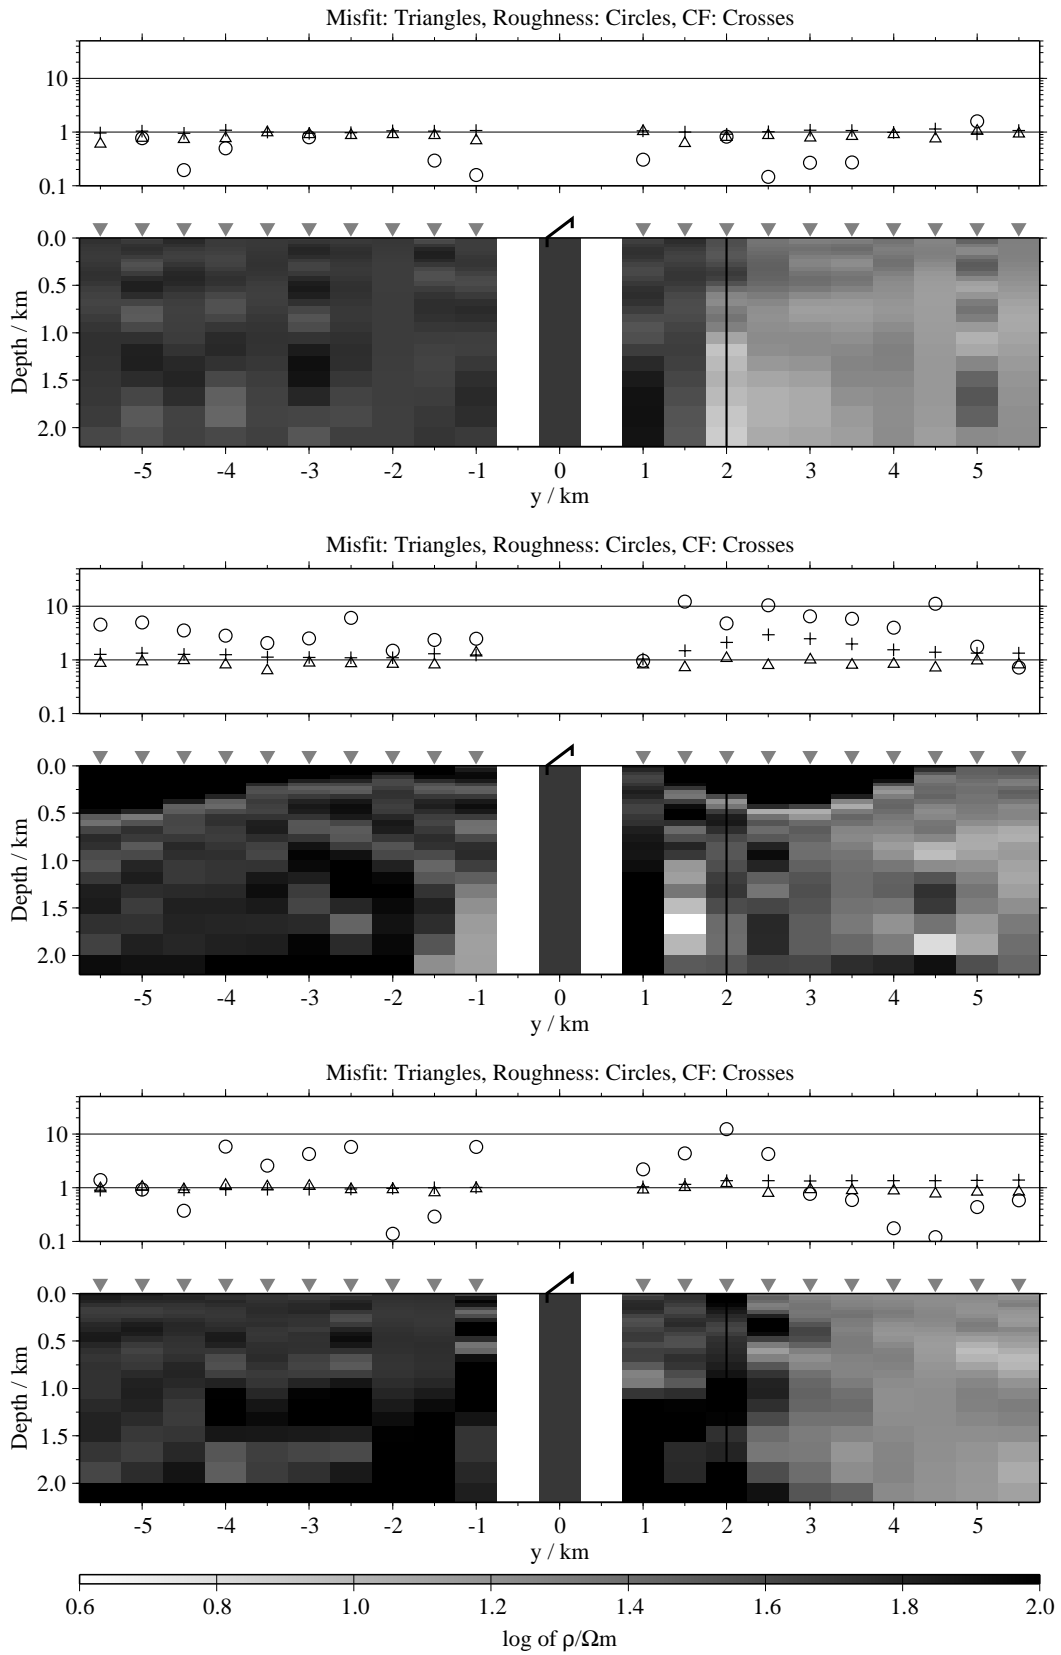 Misfit: Triangles, Roughness: Circles, CF: Crosses
10
1
0.1
0.0
0.5
1.0
1.5
2.0
Depth / km
-5 -4 -3 -2 -1 0 1 2 3 4 5
y / km
Misfit: Triangles, Roughness: Circles, CF: Crosses
10
1
0.1
0.0
0.5
1.0
1.5
2.0
Depth / km
-5 -4 -3 -2 -1 0 1 2 3 4 5
y / km
Misfit: Triangles, Roughness: Circles, CF: Crosses
10
1
0.1
0.0
0.5
1.0
1.5
2.0
Depth / km
-5 -4 -3 -2 -1 0 1 2 3 4 5
y / km
0.6 0.8 1.0 1.2 1.4 1.6 1.8 2.0
log of ρ/Ωm